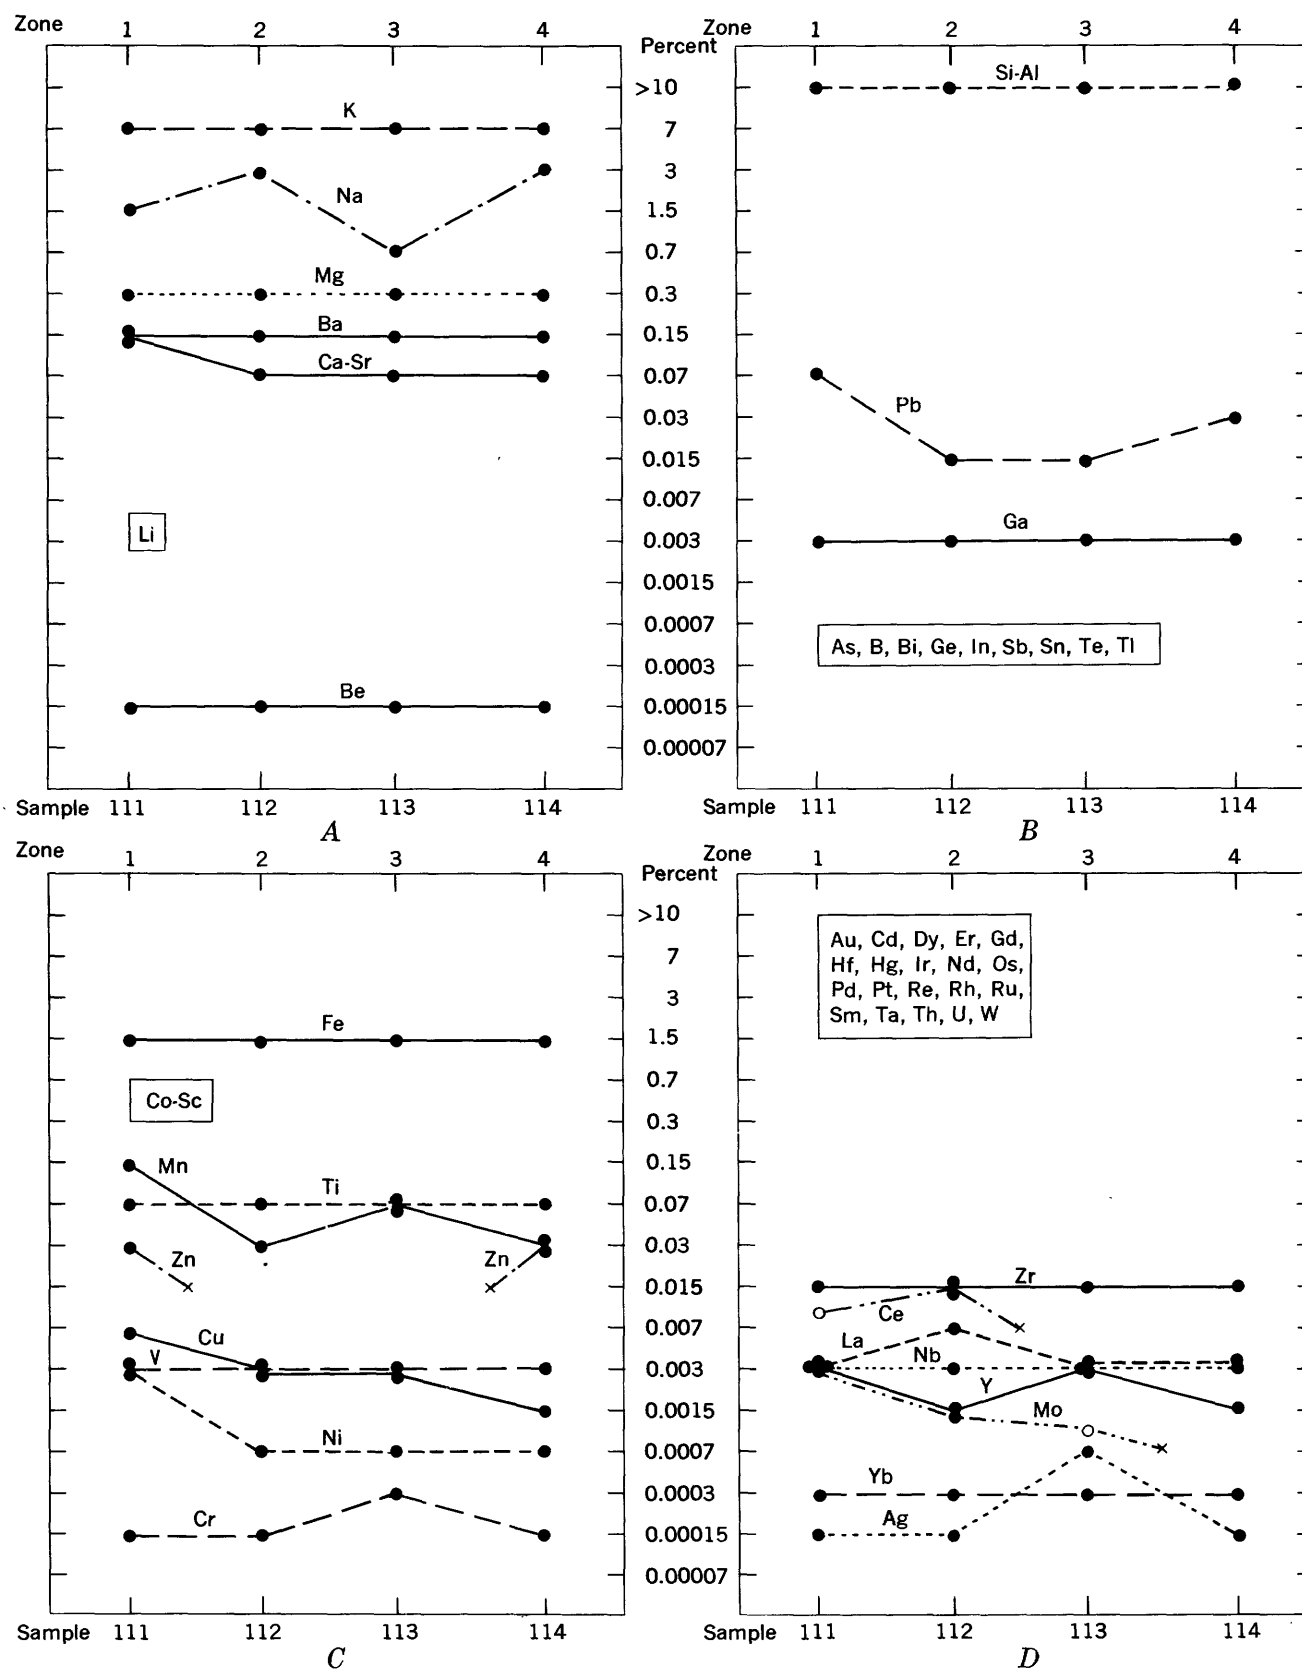 Zone 1 2 3 4
Percent
Zone 1 2 3 4
>10
7
3
1.5
0.7
0.3
0.15
0.07
0.03
0.015
0.007
0.003
0.0015
0.0007
0.0003
0.00015
0.00007
K
Na
Mg
Ba
Ca-Sr
Li
Be
Sample 111 112 113 114
A
Si-Al
Pb
Ga
As, B, Bi, Ge, In, Sb, Sn, Te, Tl
Sample 111 112 113 114
B
Zone 1 2 3 4
Percent
Zone 1 2 3 4
>10
7
3
1.5
0.7
0.3
0.15
0.07
0.03
0.015
0.007
0.003
0.0015
0.0007
0.0003
0.00015
0.00007
Fe
Co-Sc
Mn
Ti
Zn Zn
Cu
V
Ni
Cr
Sample 111 112 113 114
C
Au, Cd, Dy, Er, Gd,
Hf, Hg, Ir, Nd, Os,
Pd, Pt, Re, Rh, Ru,
Sm, Ta, Th, U, W
Zr
Ce
La
Nb
Y
Mo
Yb
Ag
Sample 111 112 113 114
D